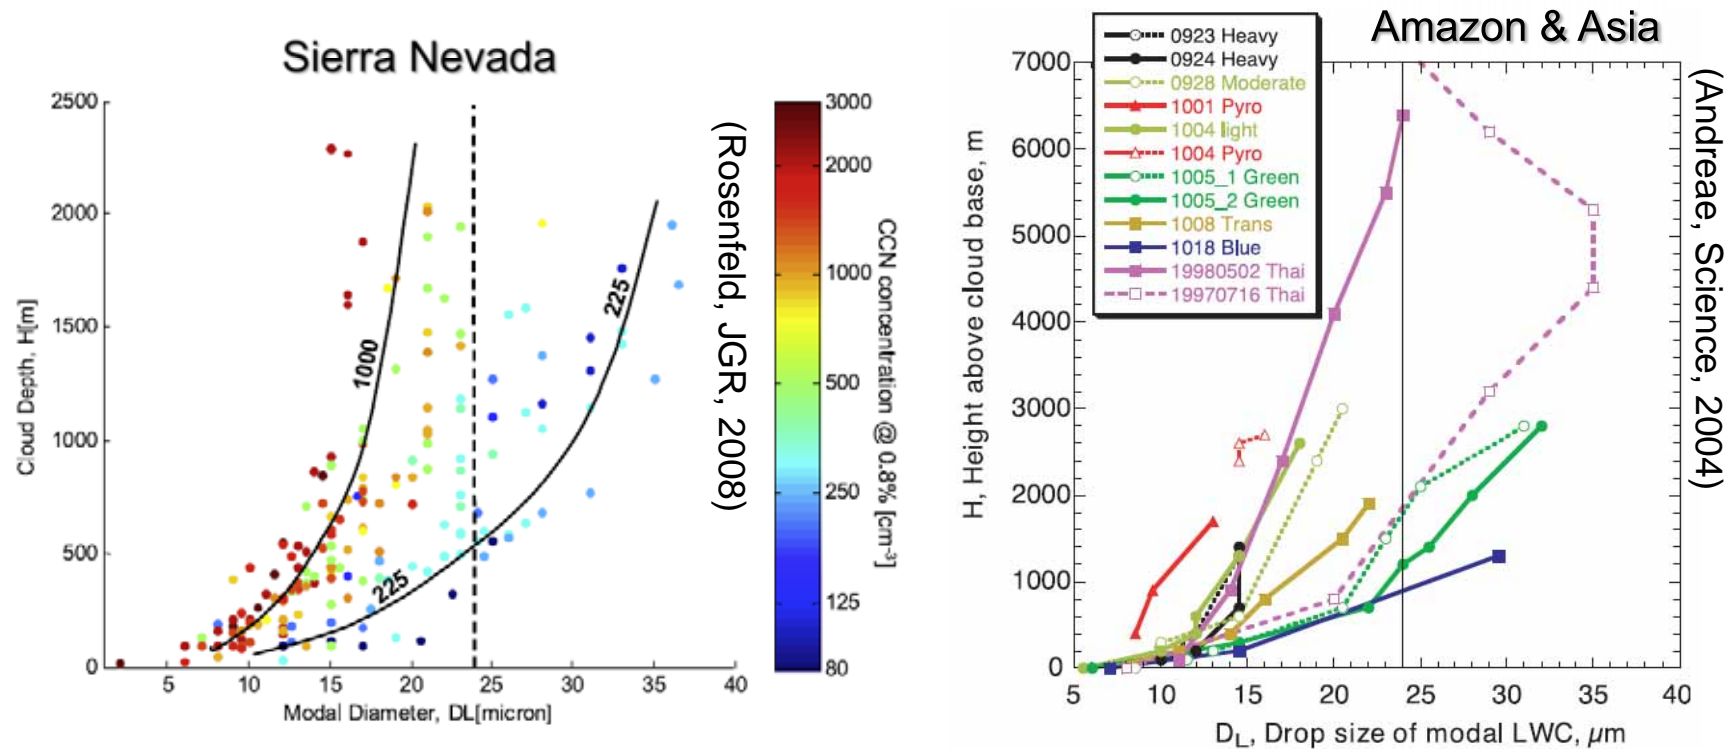 Sierra Nevada
2500
2000
1500
1000
500
0
Cloud Depth, H[m]
5
10
15
20
25
30
35
40
Modal Diameter, DL[micron]
1000
225
225
3000
2000
1000
500
250
125
80
CCN concentration @ 0.8% [cm⁻³]
(Rosenfeld, JGR, 2008)
Amazon & Asia
0923 Heavy
0924 Heavy
0928 Moderate
1001 Pyro
1004 light
1004 Pyro
1005_1 Green
1005_2 Green
1008 Trans
1018 Blue
19980502 Thai
19970716 Thai
7000
6000
5000
4000
3000
2000
1000
0
H, Height above cloud base, m
5
10
15
20
25
30
35
40
D_L, Drop size of modal LWC, μm
(Andreae, Science, 2004)